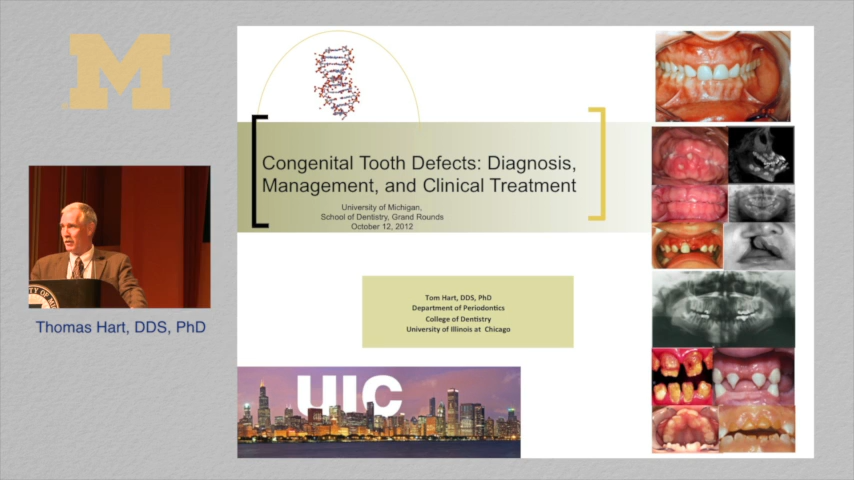 M
Congenital Tooth Defects: Diagnosis,
Management, and Clinical Treatment
University of Michigan,
School of Dentistry, Grand Rounds
October 12, 2012
Tom Hart, DDS, PhD
Department of Periodontics
College of Dentistry
University of Illinois at Chicago
Thomas Hart, DDS, PhD
UIC